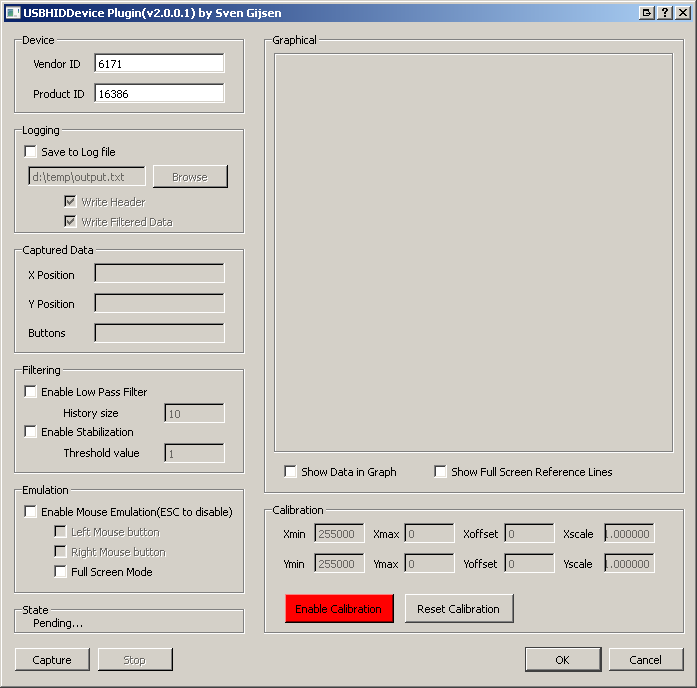 USBHIDDevice Plugin(v2.0.0.1) by Sven Gijsen
Device
Vendor ID 6171
Product ID 16386
Logging
Save to Log file
d:\temp\output.txt Browse
Write Header
Write Filtered Data
Captured Data
X Position
Y Position
Buttons
Filtering
Enable Low Pass Filter
History size 10
Enable Stabilization
Threshold value 1
Emulation
Enable Mouse Emulation(ESC to disable)
Left Mouse button
Right Mouse button
Full Screen Mode
State
Pending...
Capture Stop
Graphical
Show Data in Graph Show Full Screen Reference Lines
Calibration
Xmin 255000 Xmax 0 Xoffset 0 Xscale 1.000000
Ymin 255000 Ymax 0 Yoffset 0 Yscale 1.000000
Enable Calibration Reset Calibration
OK Cancel